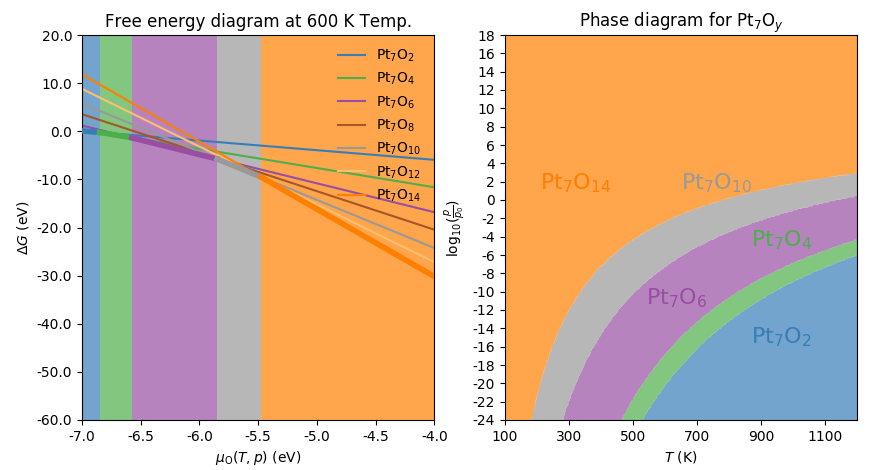 Free energy diagram at 600 K Temp.
20.0
10.0
0.0
-10.0
-20.0
-30.0
-40.0
-50.0
-60.0
ΔG (eV)
-7.0 -6.5 -6.0 -5.5 -5.0 -4.5 -4.0
μ_O(T, p) (eV)
Pt₇O₂
Pt₇O₄
Pt₇O₆
Pt₇O₈
Pt₇O₁₀
Pt₇O₁₂
Pt₇O₁₄
Phase diagram for Pt₇O_y
18
16
14
12
10
8
6
4
2
0
-2
-4
-6
-8
-10
-12
-14
-16
-18
-20
-22
-24
log₁₀(p/p₀)
100 300 500 700 900 1100
T (K)
Pt₇O₁₄ Pt₇O₁₀
Pt₇O₄
Pt₇O₆
Pt₇O₂